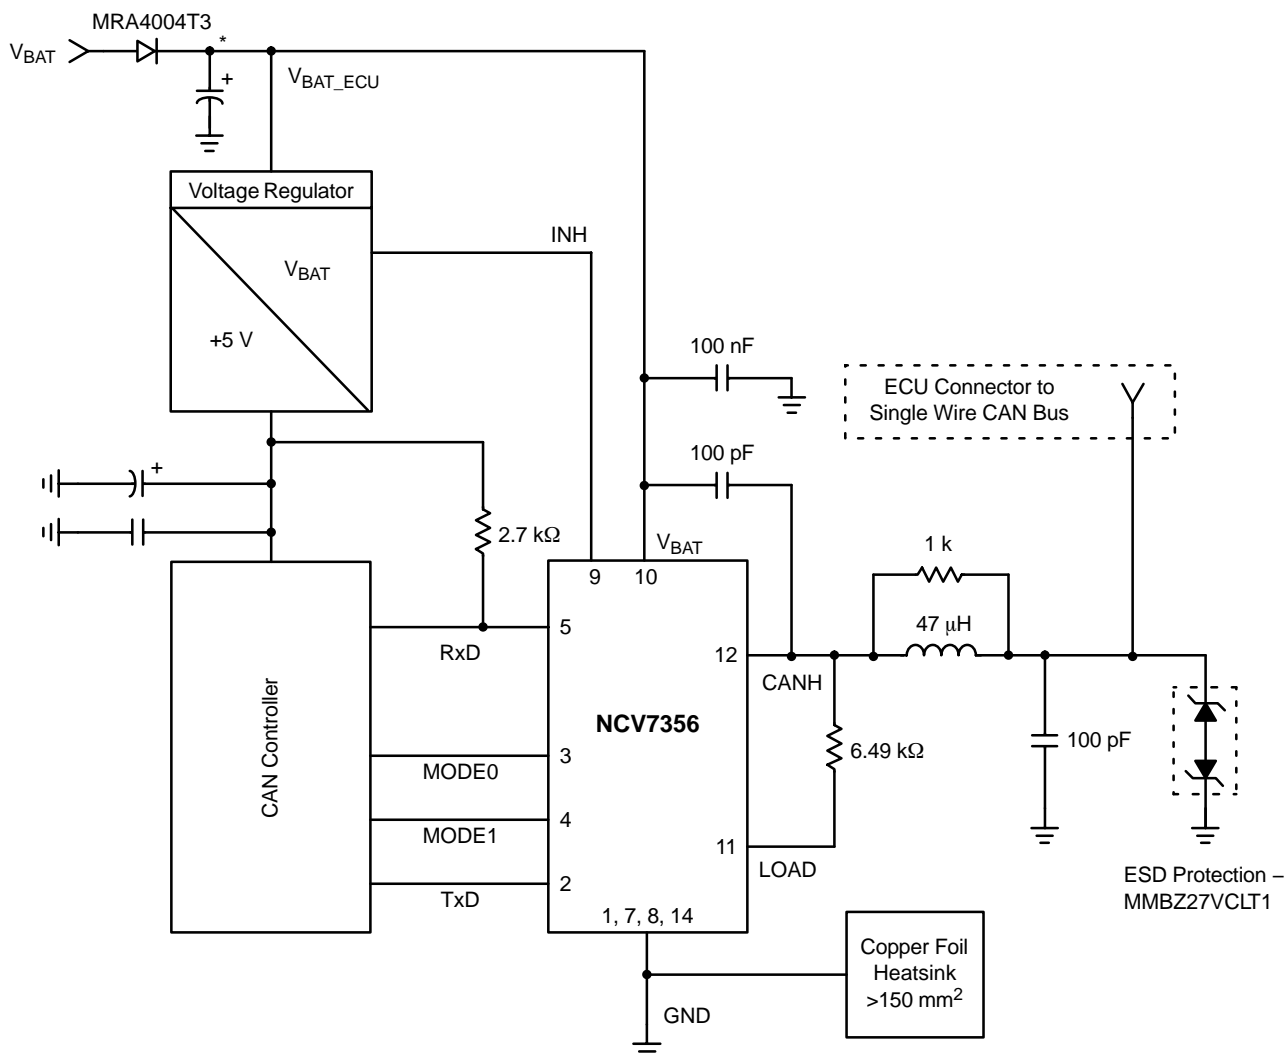 MRA4004T3
V_BAT
*
+
V_BAT_ECU
Voltage Regulator
V_BAT
+5 V
INH
100 nF
ECU Connector to
Single Wire CAN Bus
100 pF
+
2.7 kΩ
V_BAT
9
10
1 k
47 μH
5
RxD
12
CANH
CAN Controller
NCV7356
6.49 kΩ
100 pF
3
MODE0
4
MODE1
11
LOAD
2
TxD
1, 7, 8, 14
ESD Protection –
MMBZ27VCLT1
Copper Foil
Heatsink
>150 mm²
GND